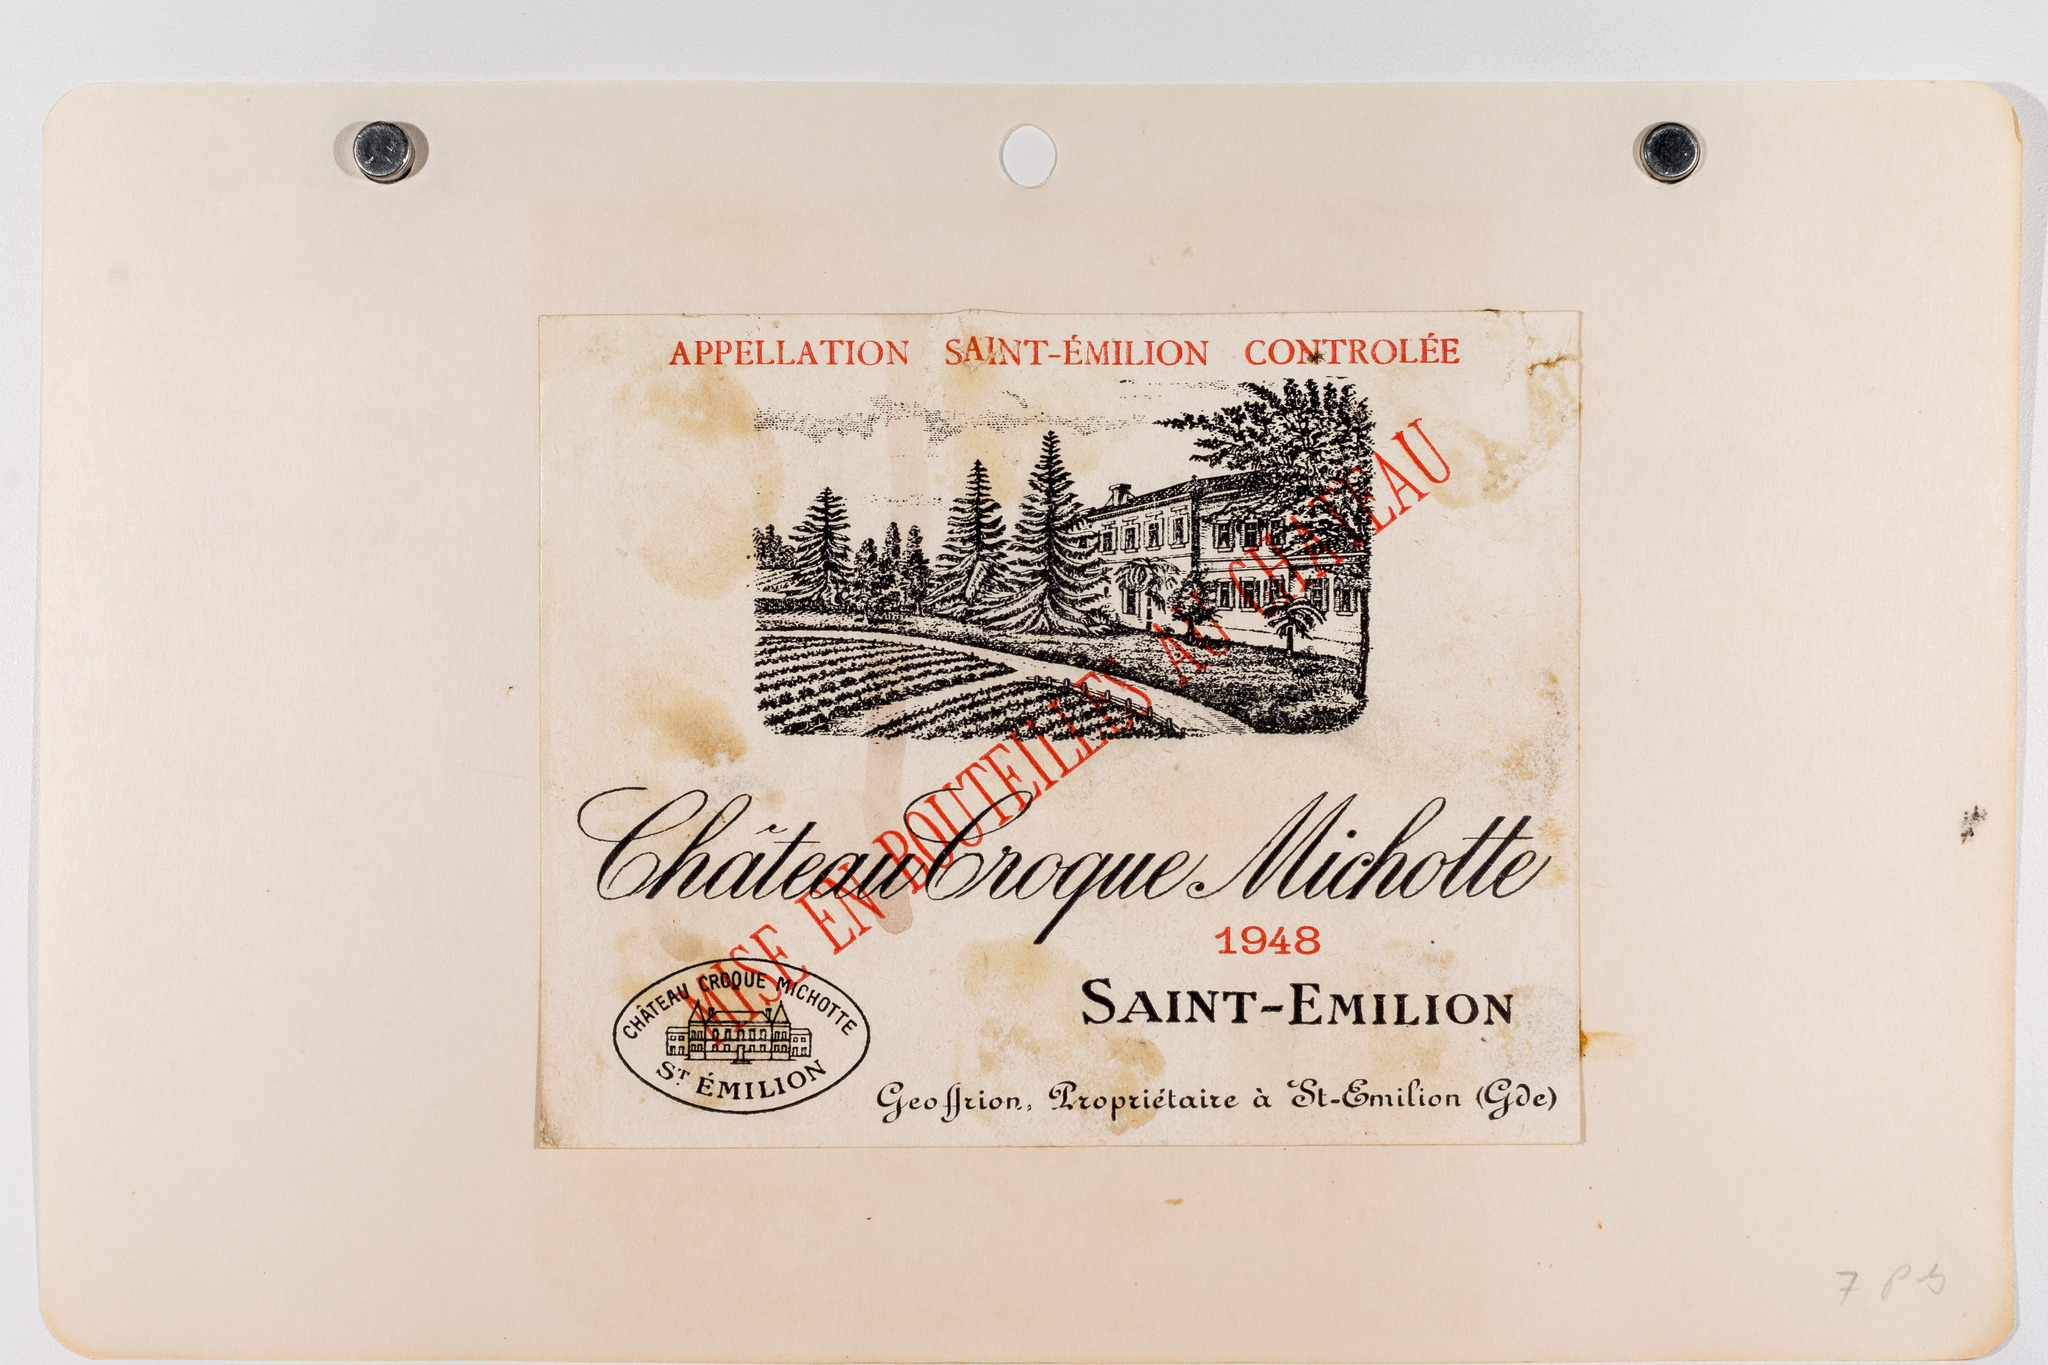 APPELLATION SAINT-ÉMILION CONTROLÉE
MISE EN BOUTEILLES AU CHATEAU
Château Croque Michotte
1948
SAINT-EMILION
CHÂTEAU CROQUE MICHOTTE
ST ÉMILION
Geoffrion, Propriétaire à St-Emilion (Gde)
7